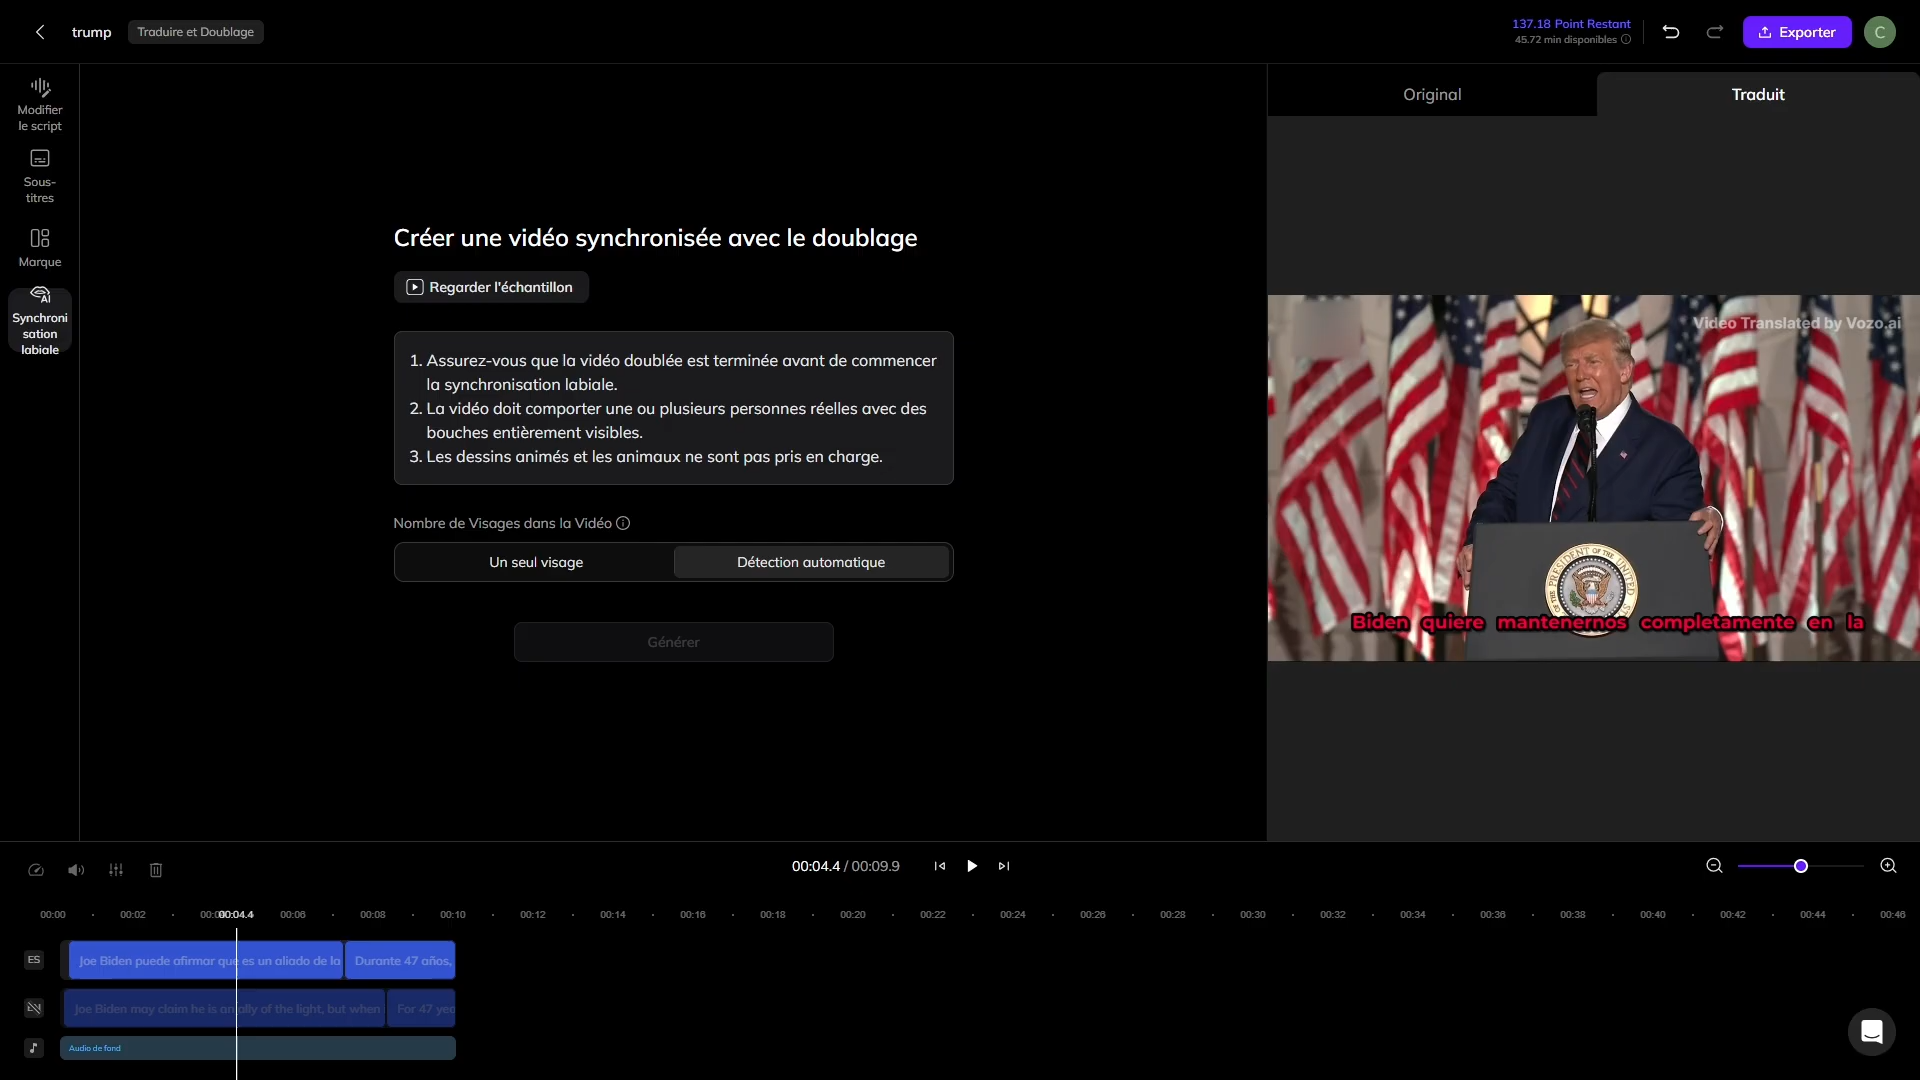 trump
Traduire et Doublage
137.18 Point Restant
45.72 min disponibles
Exporter
C
Modifier
le script
Sous-
titres
Marque
AI
Synchroni
sation
labiale
Créer une vidéo synchronisée avec le doublage
Regarder l'échantillon
1. Assurez-vous que la vidéo doublée est terminée avant de commencer
la synchronisation labiale.
2. La vidéo doit comporter une ou plusieurs personnes réelles avec des
bouches entièrement visibles.
3. Les dessins animés et les animaux ne sont pas pris en charge.
Nombre de Visages dans la Vidéo
Un seul visage
Détection automatique
Générer
Original
Traduit
Video Translated by Vozo.ai
PRESIDENT OF THE UNITED
Biden quiere mantenernos completamente en la
00:04.4 / 00:09.9
00:00 00:02 00:04.4 00:06 00:08 00:10 00:12 00:14 00:16 00:18 00:20 00:22 00:24 00:26 00:28 00:30 00:32 00:34 00:36 00:38 00:40 00:42 00:44 00:46
ES
Joe Biden puede afirmar que es un aliado de la
Durante 47 años,
Joe Biden may claim he is an ally of the light, but when
For 47 yea
Audio de fond